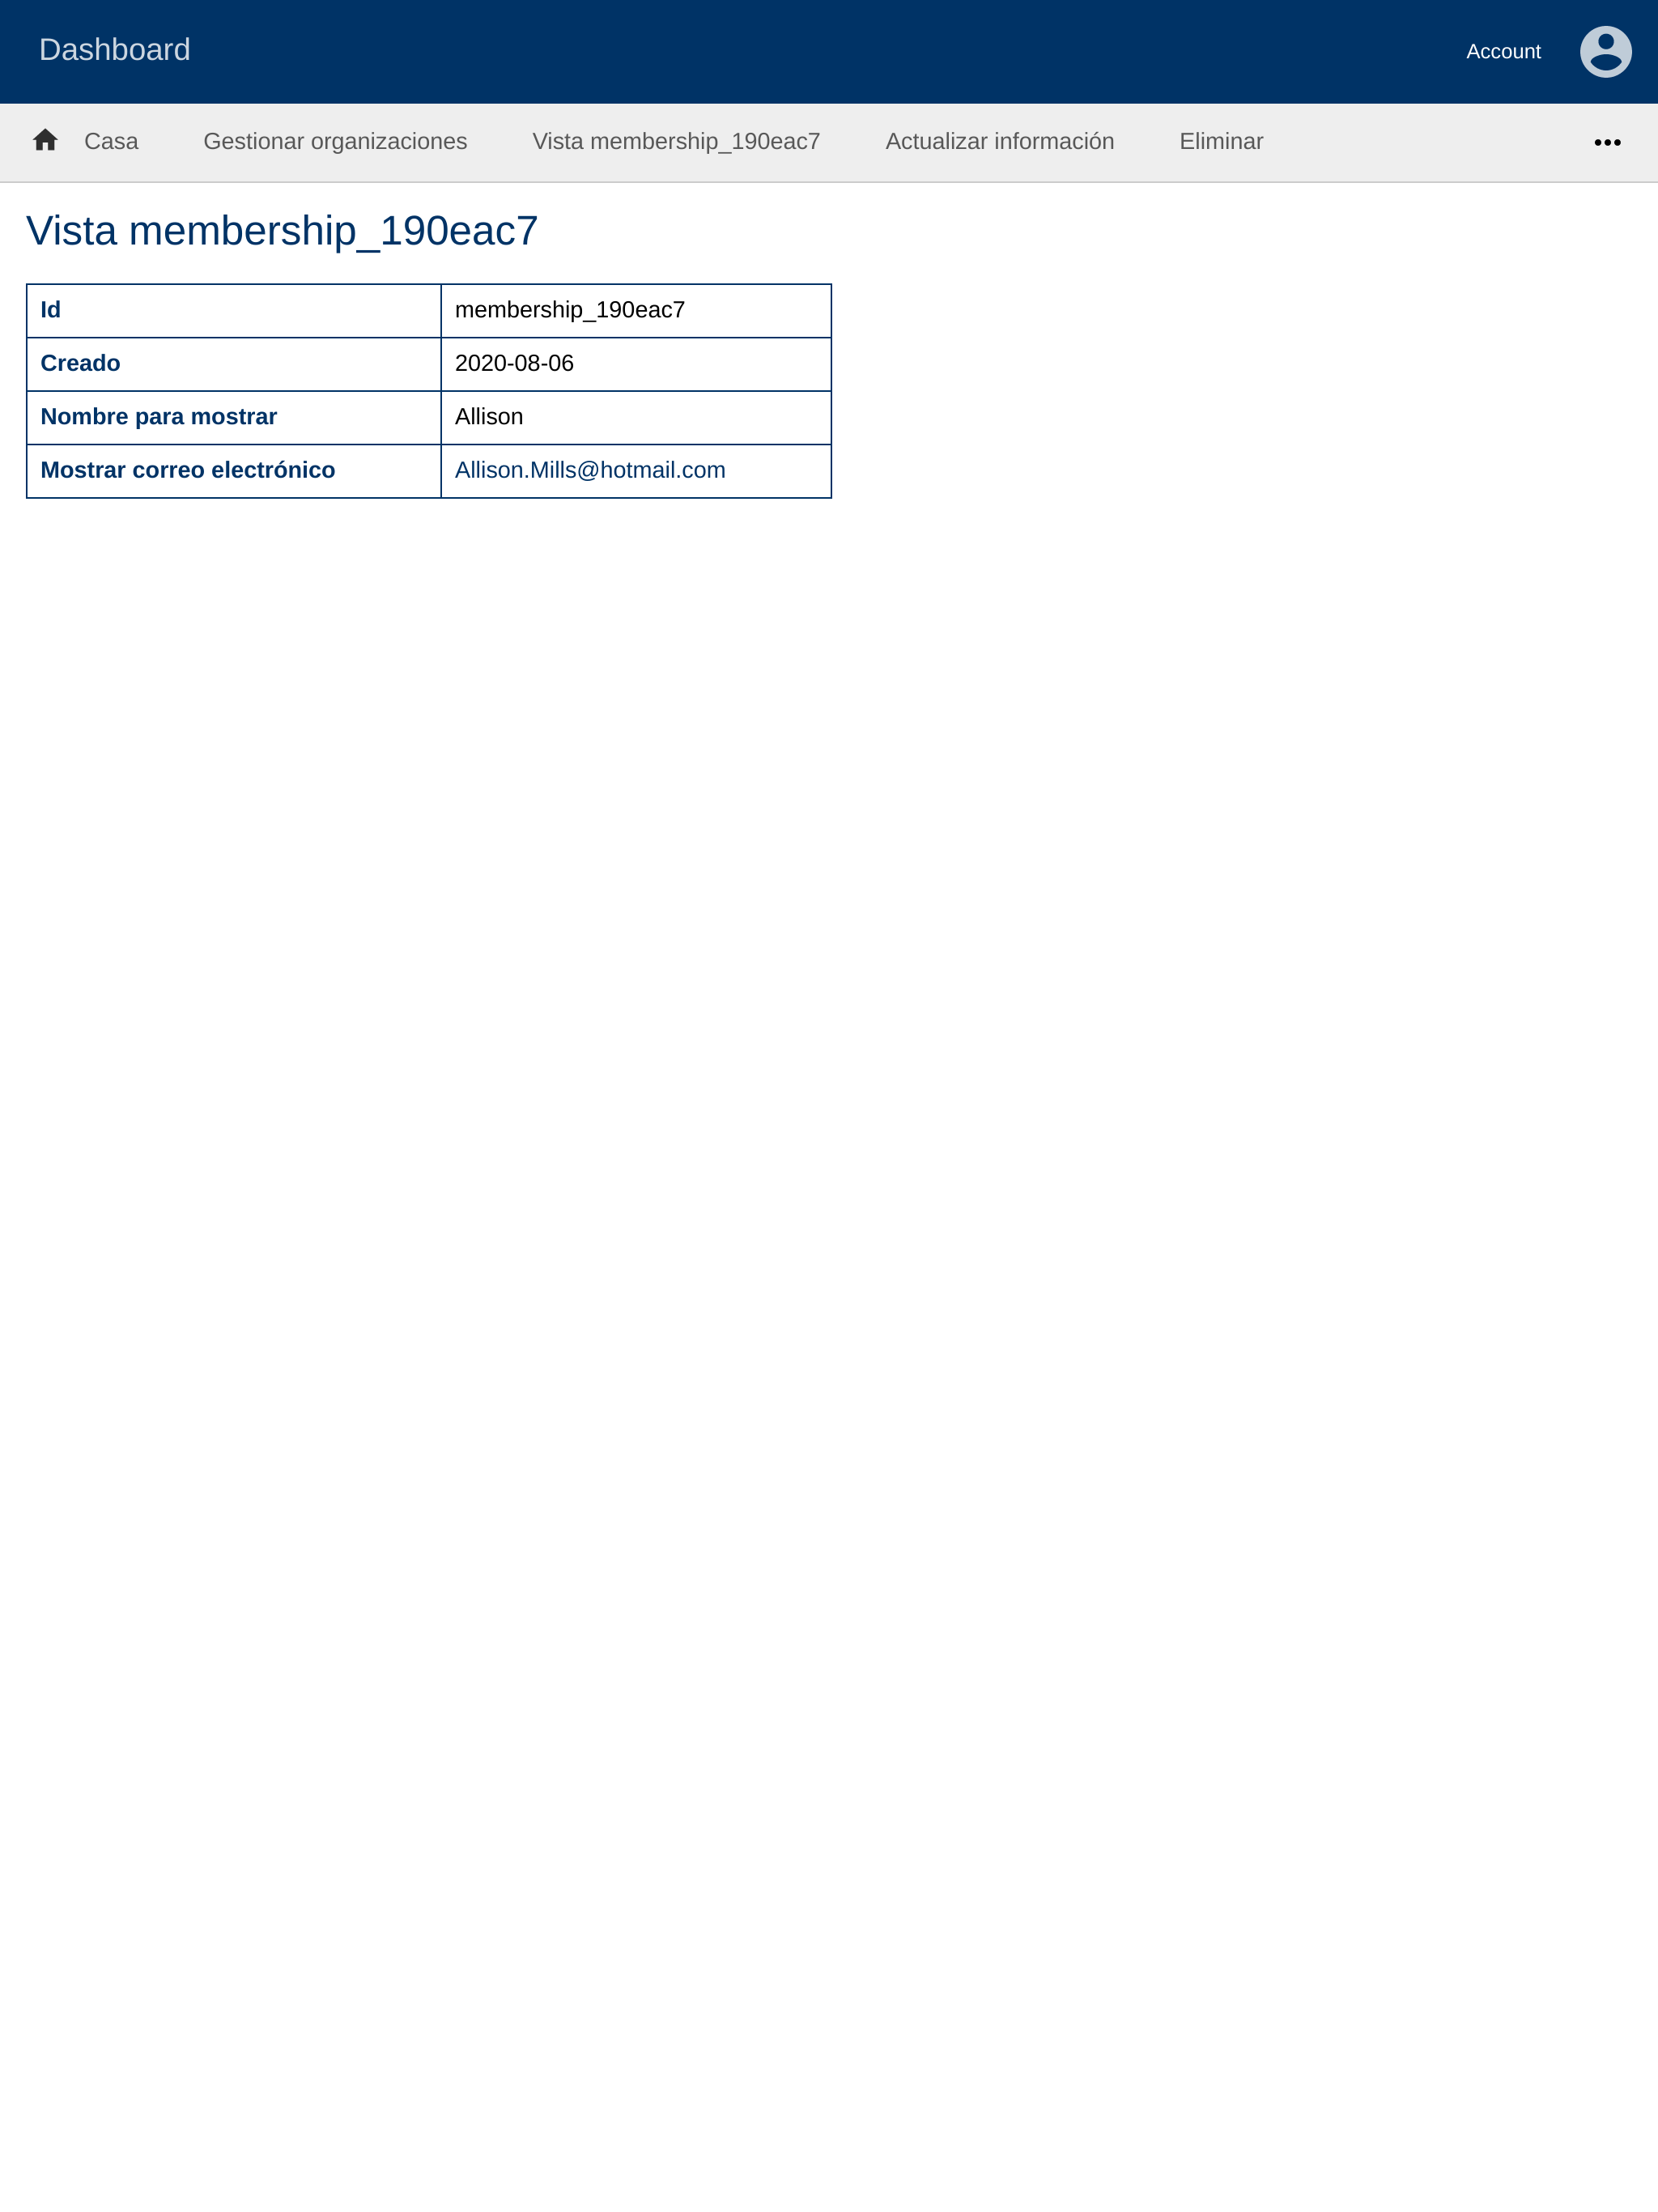 Dashboard
Account
Casa Gestionar organizaciones Vista membership_190eac7 Actualizar información Eliminar
Vista membership_190eac7
Id membership_190eac7
Creado 2020-08-06
Nombre para mostrar Allison
Mostrar correo electrónico Allison.Mills@hotmail.com